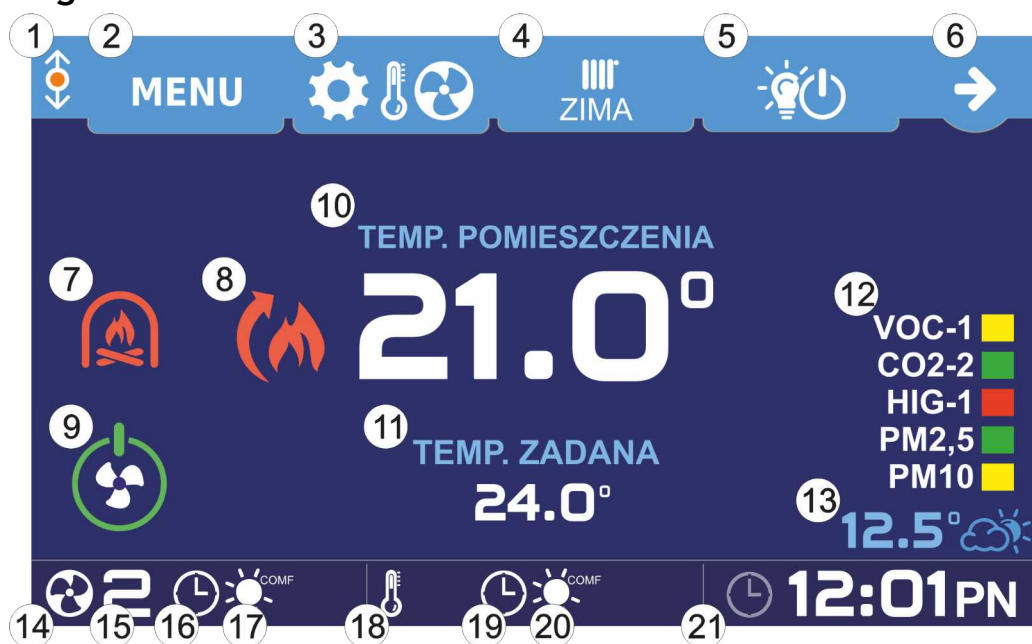 1 2 3 4 5 6
MENU
ZIMA
10
TEMP. POMIESZCZENIA
7 8
21.0°
12
VOC-1
CO2-2
HIG-1
PM2,5
PM10
9
11
TEMP. ZADANA
24.0°
13
12.5°
2 COMF COMF 12:01PN
14 15 16 17 18 19 20 21